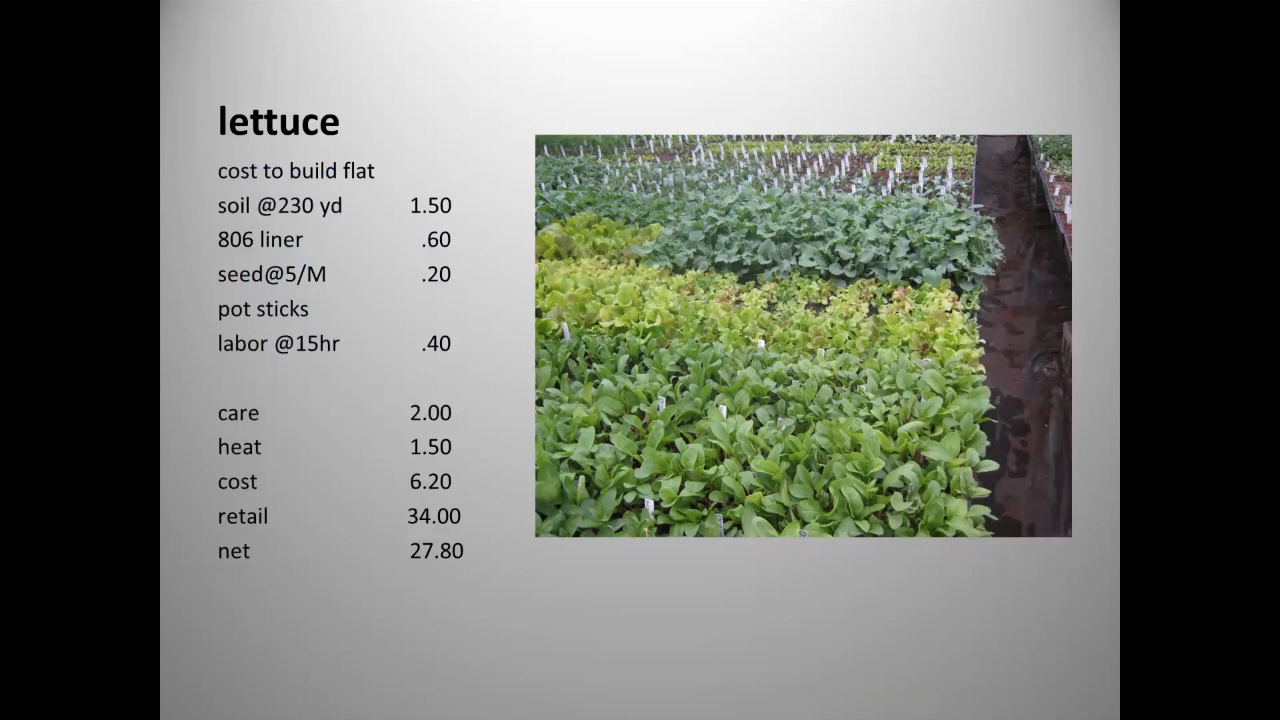 lettuce
cost to build flat
soil @230 yd 1.50
806 liner .60
seed@5/M .20
pot sticks
labor @15hr .40
care 2.00
heat 1.50
cost 6.20
retail 34.00
net 27.80